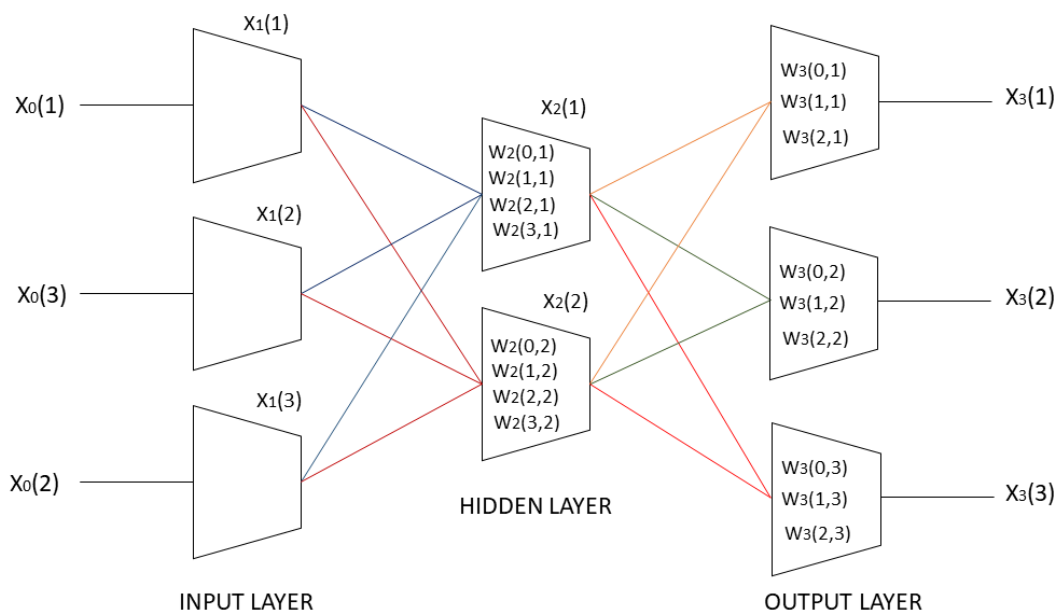 X1(1)
X0(1)
X1(2)
X0(3)
X1(3)
X0(2)
INPUT LAYER
X2(1)
W2(0,1)
W2(1,1)
W2(2,1)
W2(3,1)
X2(2)
W2(0,2)
W2(1,2)
W2(2,2)
W2(3,2)
HIDDEN LAYER
W3(0,1)
W3(1,1)
W3(2,1)
X3(1)
W3(0,2)
W3(1,2)
W3(2,2)
X3(2)
W3(0,3)
W3(1,3)
W3(2,3)
X3(3)
OUTPUT LAYER